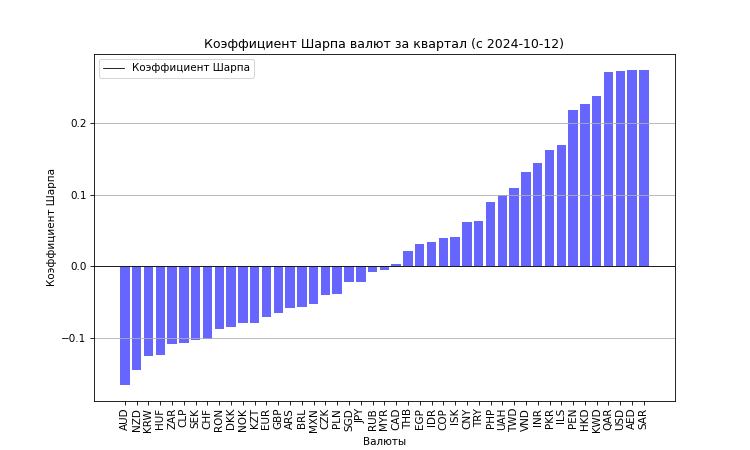 Коэффициент Шарпа валют за квартал (с 2024-10-12)
Коэффициент Шарпа
Коэффициент Шарпа
0.2
0.1
0.0
−0.1
AUD
NZD
KRW
HUF
ZAR
CLP
SEK
CHF
RON
DKK
NOK
KZT
EUR
GBP
ARS
BRL
MXN
CZK
PLN
SGD
JPY
RUB
MYR
CAD
THB
EGP
IDR
COP
ISK
CNY
TRY
PHP
UAH
TWD
VND
INR
PKR
ILS
PEN
HKD
KWD
QAR
USD
AED
SAR
Валюты